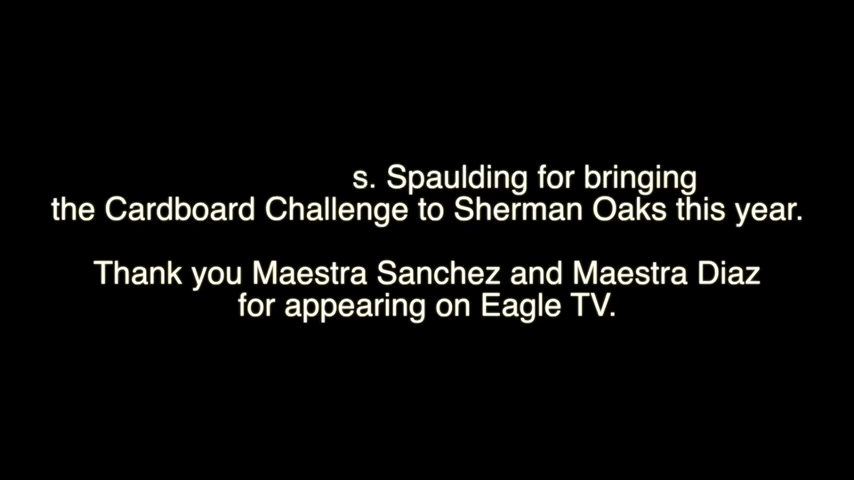 s. Spaulding for bringing
the Cardboard Challenge to Sherman Oaks this year.
Thank you Maestra Sanchez and Maestra Diaz
for appearing on Eagle TV.